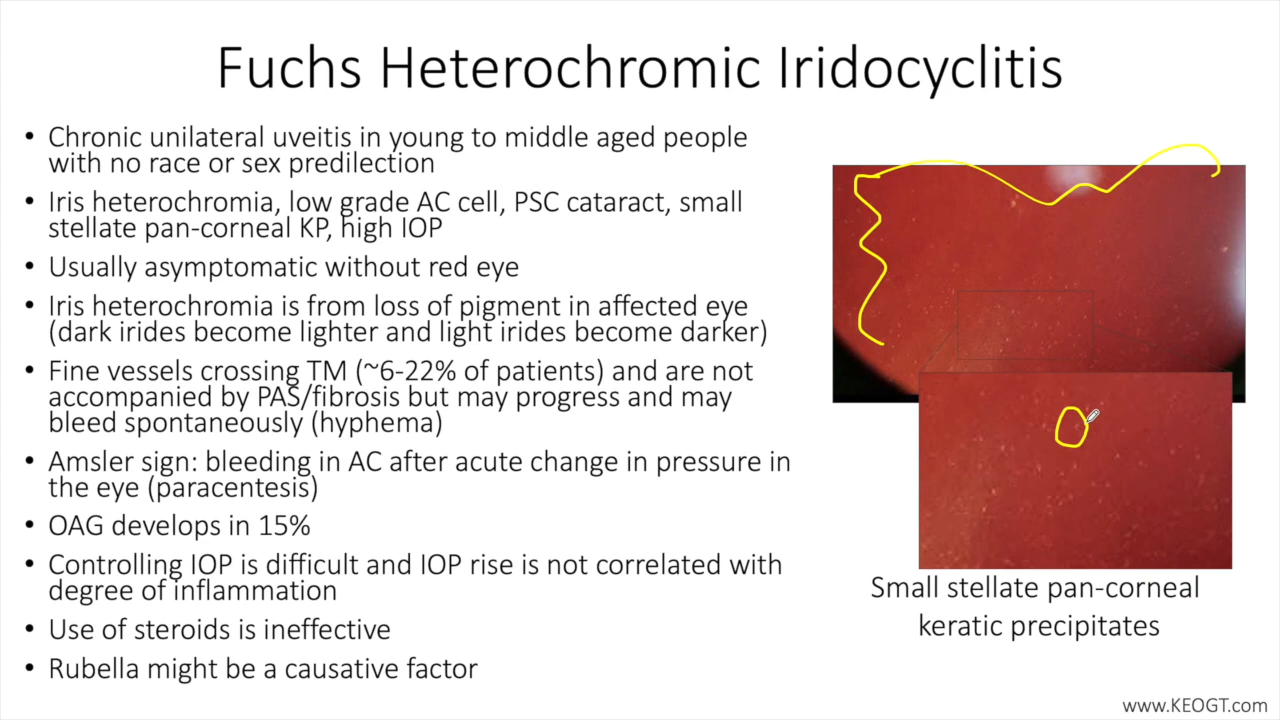 Fuchs Heterochromic Iridocyclitis
• Chronic unilateral uveitis in young to middle aged people
with no race or sex predilection
• Iris heterochromia, low grade AC cell, PSC cataract, small
stellate pan-corneal KP, high IOP
• Usually asymptomatic without red eye
• Iris heterochromia is from loss of pigment in affected eye
(dark irides become lighter and light irides become darker)
• Fine vessels crossing TM (~6-22% of patients) and are not
accompanied by PAS/fibrosis but may progress and may
bleed spontaneously (hyphema)
• Amsler sign: bleeding in AC after acute change in pressure in
the eye (paracentesis)
• OAG develops in 15%
• Controlling IOP is difficult and IOP rise is not correlated with
degree of inflammation
• Use of steroids is ineffective
• Rubella might be a causative factor
Small stellate pan-corneal
keratic precipitates
www.KEOGT.com